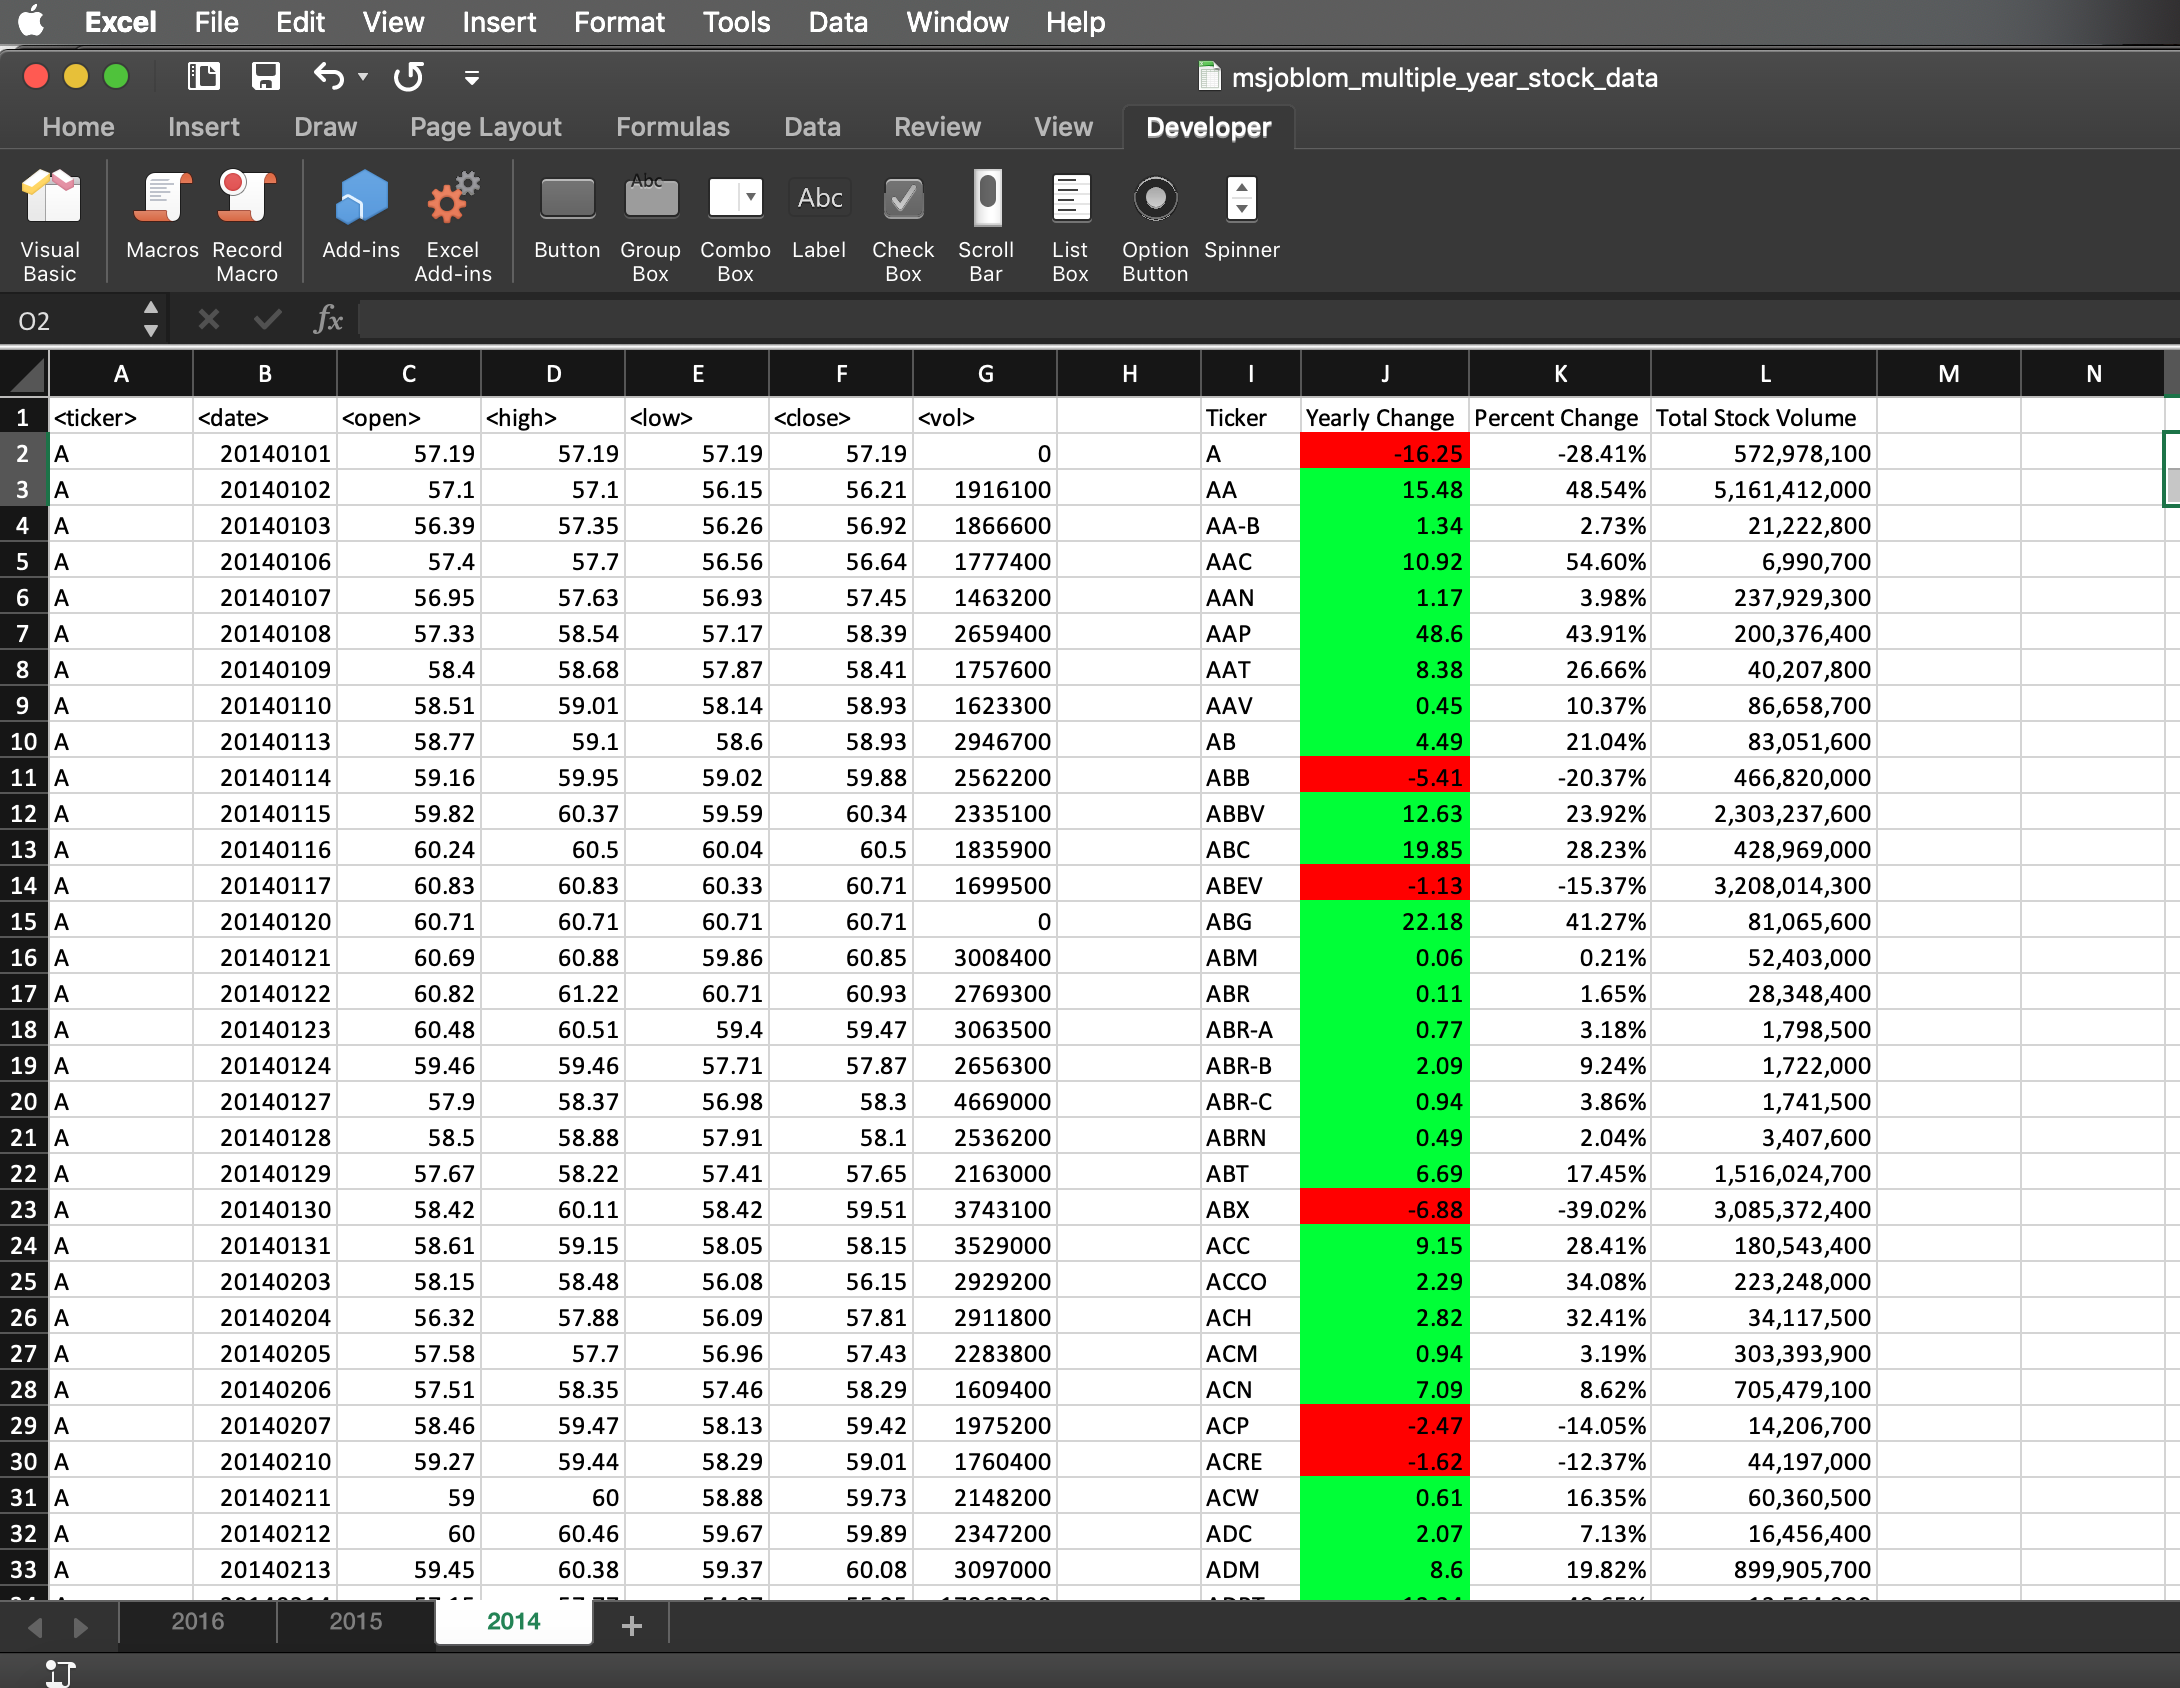 Excel File Edit View Insert Format Tools Data Window Help
msjoblom_multiple_year_stock_data
Home Insert Draw Page Layout Formulas Data Review View Developer
Abc Abc
Visual Basic Macros Record Macro Add-ins Excel Add-ins Button Group Box Combo Box Label Check Box Scroll Bar List Box Option Button Spinner
O2 fx
A B C D E F G H I J K L M N
1 <ticker> <date> <open> <high> <low> <close> <vol> Ticker Yearly Change Percent Change Total Stock Volume
2 A 20140101 57.19 57.19 57.19 57.19 0 A -16.25 -28.41% 572,978,100
3 A 20140102 57.1 57.1 56.15 56.21 1916100 AA 15.48 48.54% 5,161,412,000
4 A 20140103 56.39 57.35 56.26 56.92 1866600 AA-B 1.34 2.73% 21,222,800
5 A 20140106 57.4 57.7 56.56 56.64 1777400 AAC 10.92 54.60% 6,990,700
6 A 20140107 56.95 57.63 56.93 57.45 1463200 AAN 1.17 3.98% 237,929,300
7 A 20140108 57.33 58.54 57.17 58.39 2659400 AAP 48.6 43.91% 200,376,400
8 A 20140109 58.4 58.68 57.87 58.41 1757600 AAT 8.38 26.66% 40,207,800
9 A 20140110 58.51 59.01 58.14 58.93 1623300 AAV 0.45 10.37% 86,658,700
10 A 20140113 58.77 59.1 58.6 58.93 2946700 AB 4.49 21.04% 83,051,600
11 A 20140114 59.16 59.95 59.02 59.88 2562200 ABB -5.41 -20.37% 466,820,000
12 A 20140115 59.82 60.37 59.59 60.34 2335100 ABBV 12.63 23.92% 2,303,237,600
13 A 20140116 60.24 60.5 60.04 60.5 1835900 ABC 19.85 28.23% 428,969,000
14 A 20140117 60.83 60.83 60.33 60.71 1699500 ABEV -1.13 -15.37% 3,208,014,300
15 A 20140120 60.71 60.71 60.71 60.71 0 ABG 22.18 41.27% 81,065,600
16 A 20140121 60.69 60.88 59.86 60.85 3008400 ABM 0.06 0.21% 52,403,000
17 A 20140122 60.82 61.22 60.71 60.93 2769300 ABR 0.11 1.65% 28,348,400
18 A 20140123 60.48 60.51 59.4 59.47 3063500 ABR-A 0.77 3.18% 1,798,500
19 A 20140124 59.46 59.46 57.71 57.87 2656300 ABR-B 2.09 9.24% 1,722,000
20 A 20140127 57.9 58.37 56.98 58.3 4669000 ABR-C 0.94 3.86% 1,741,500
21 A 20140128 58.5 58.88 57.91 58.1 2536200 ABRN 0.49 2.04% 3,407,600
22 A 20140129 57.67 58.22 57.41 57.65 2163000 ABT 6.69 17.45% 1,516,024,700
23 A 20140130 58.42 60.11 58.42 59.51 3743100 ABX -6.88 -39.02% 3,085,372,400
24 A 20140131 58.61 59.15 58.05 58.15 3529000 ACC 9.15 28.41% 180,543,400
25 A 20140203 58.15 58.48 56.08 56.15 2929200 ACCO 2.29 34.08% 223,248,000
26 A 20140204 56.32 57.88 56.09 57.81 2911800 ACH 2.82 32.41% 34,117,500
27 A 20140205 57.58 57.7 56.96 57.43 2283800 ACM 0.94 3.19% 303,393,900
28 A 20140206 57.51 58.35 57.46 58.29 1609400 ACN 7.09 8.62% 705,479,100
29 A 20140207 58.46 59.47 58.13 59.42 1975200 ACP -2.47 -14.05% 14,206,700
30 A 20140210 59.27 59.44 58.29 59.01 1760400 ACRE -1.62 -12.37% 44,197,000
31 A 20140211 59 60 58.88 59.73 2148200 ACW 0.61 16.35% 60,360,500
32 A 20140212 60 60.46 59.67 59.89 2347200 ADC 2.07 7.13% 16,456,400
33 A 20140213 59.45 60.38 59.37 60.08 3097000 ADM 8.6 19.82% 899,905,700
2016 2015 2014 +